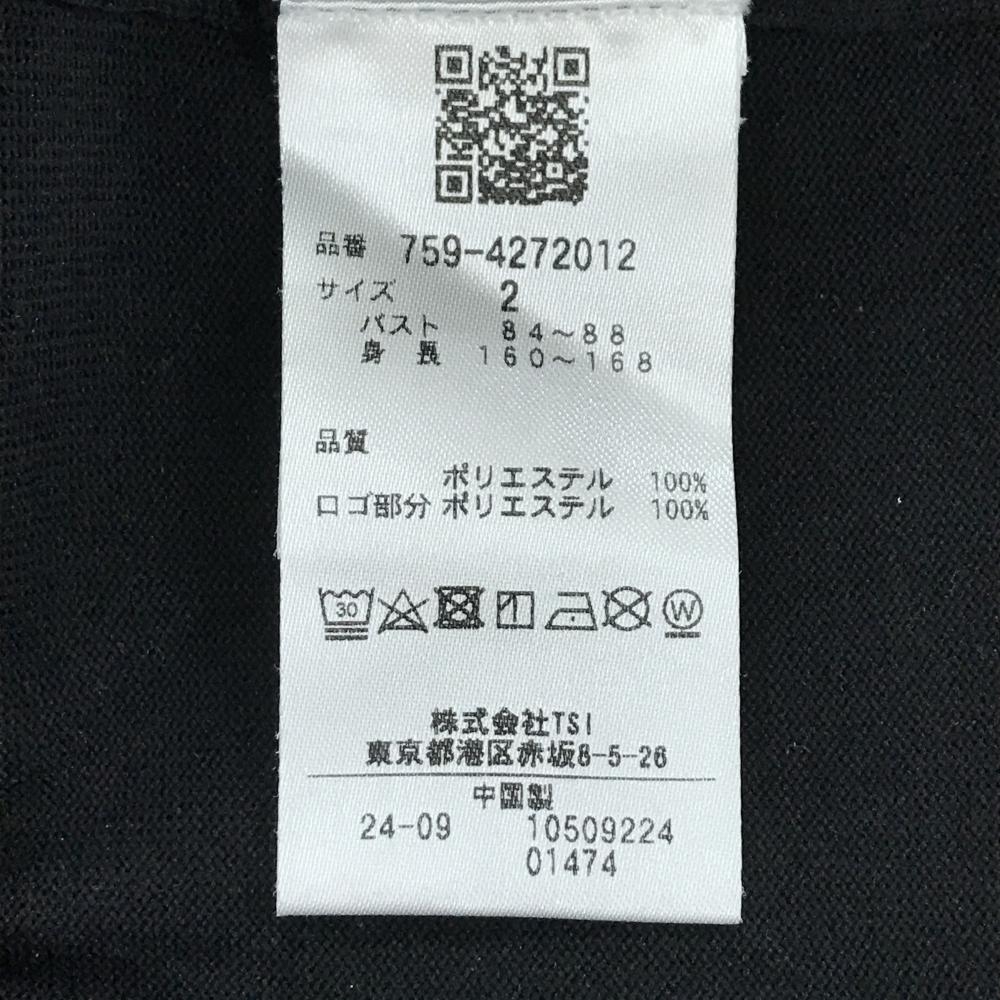 品番 759-4272012
サイズ 2
バスト 84～88
身長 160～168
品質
ポリエステル 100%
ロゴ部分 ポリエステル 100%
30 W
株式会社TSI
東京都港区赤坂8-5-26
中国製
24-09 10509224
01474